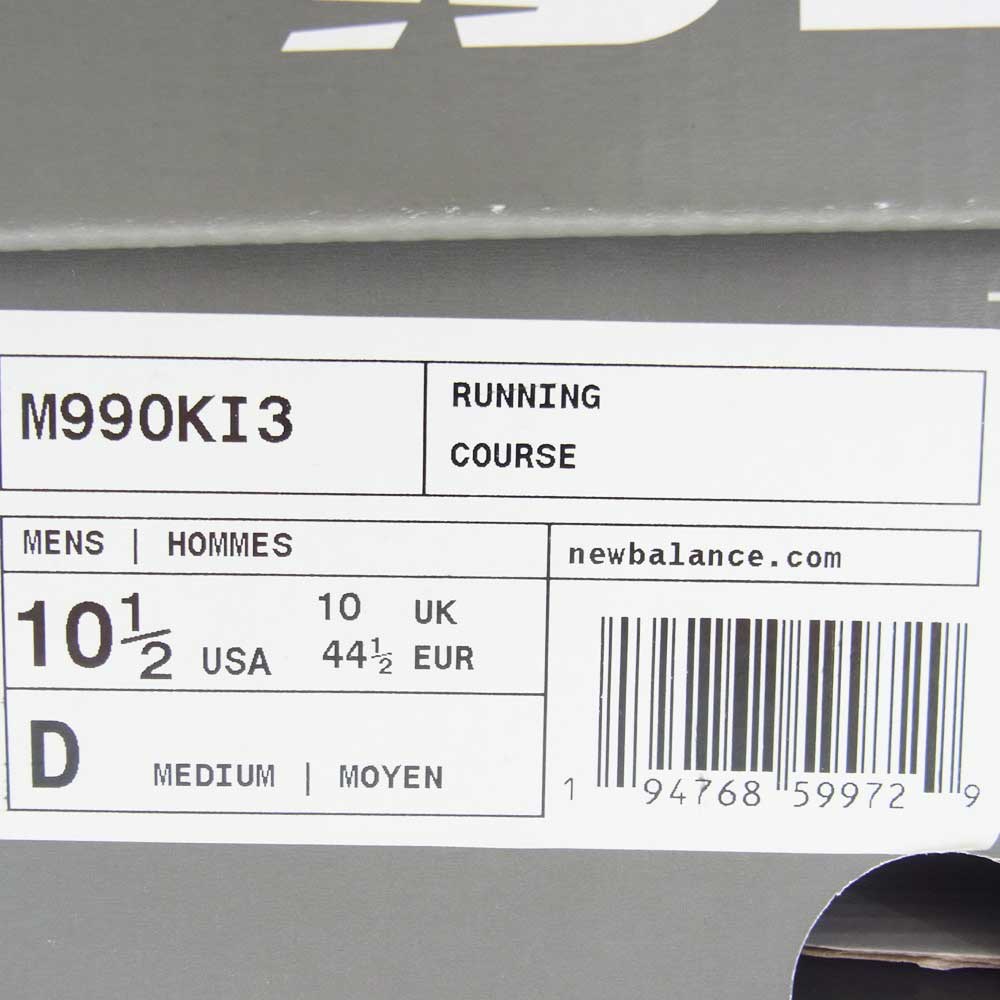 M990KI3
RUNNING
COURSE
MENS | HOMMES
newbalance.com
10½ USA
10 UK
44½ EUR
D MEDIUM | MOYEN
1 94768 59972 9